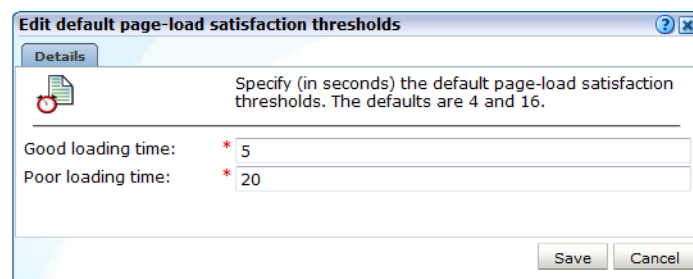 Edit default page-load satisfaction thresholds
?
Details
Specify (in seconds) the default page-load satisfaction
thresholds. The defaults are 4 and 16.
Good loading time: * 5
Poor loading time: * 20
Save Cancel